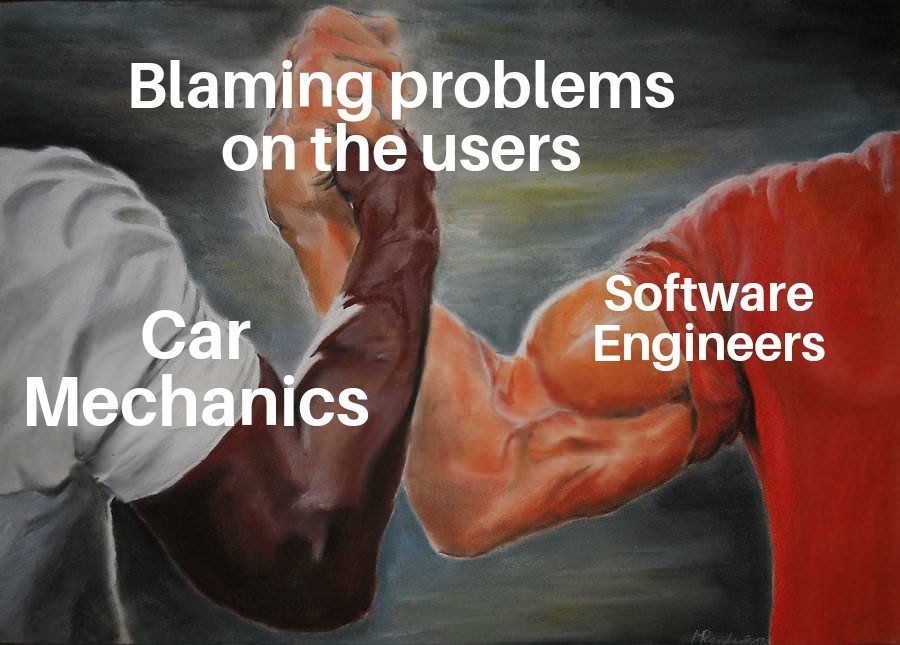 Blaming problems
on the users
Car
Mechanics
Software
Engineers